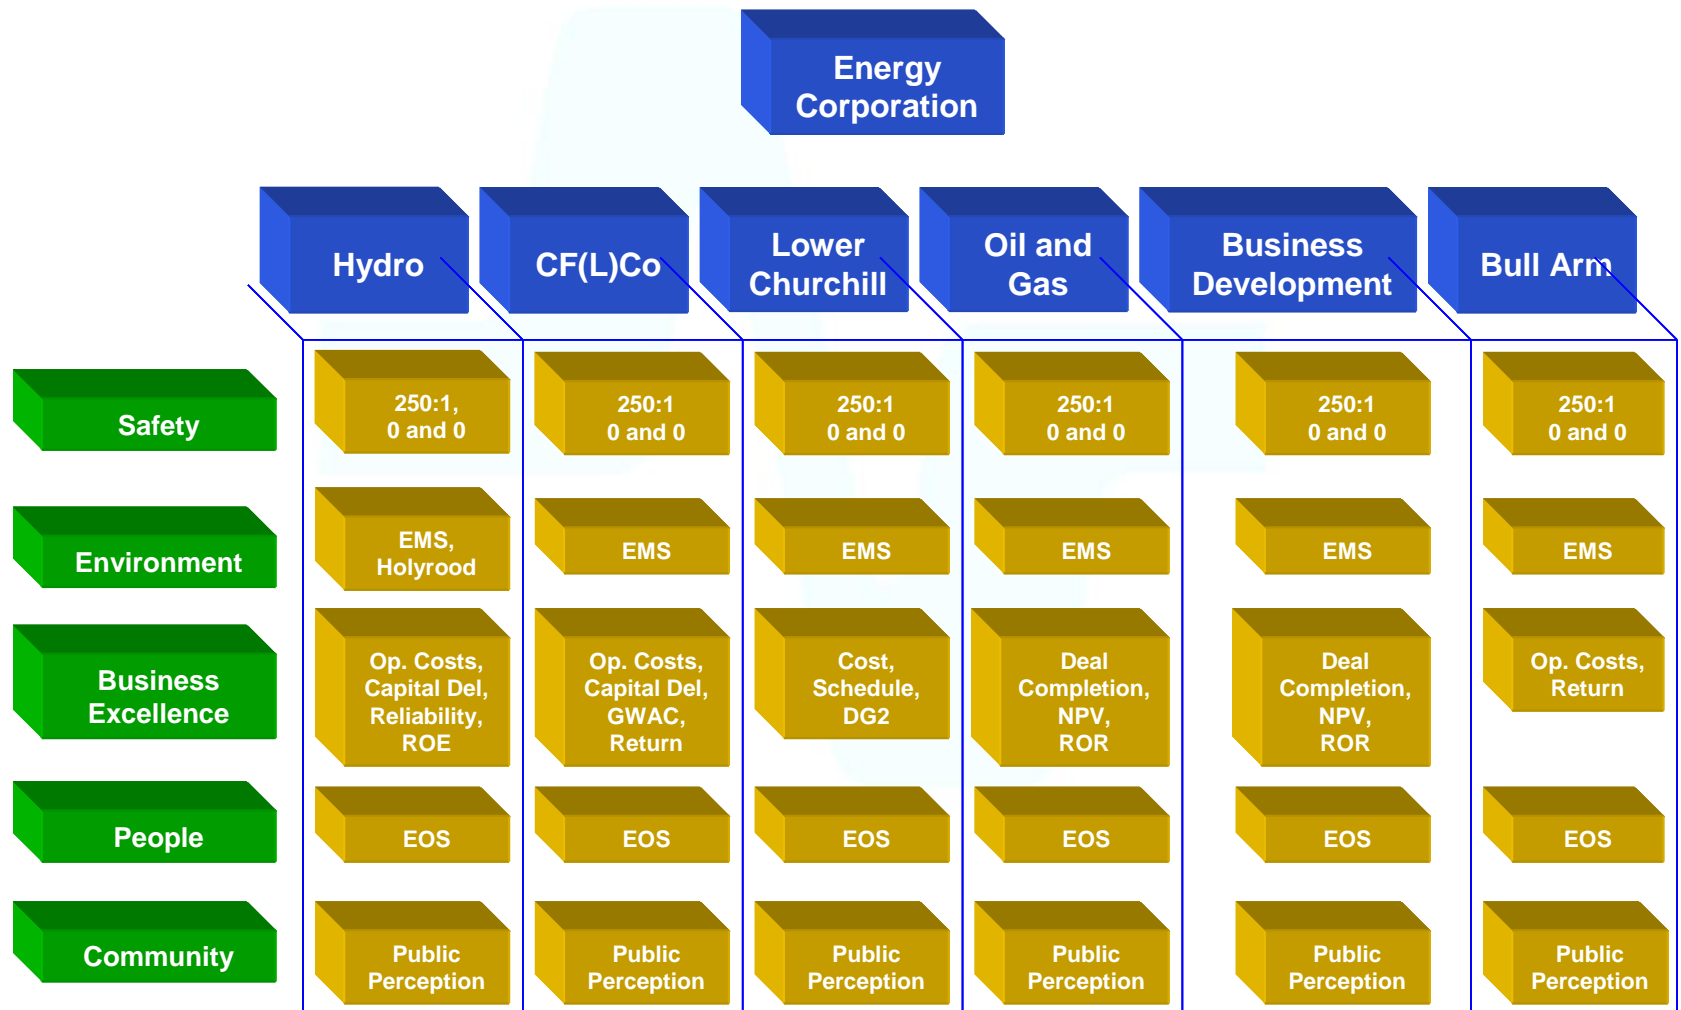 Energy
Corporation
Hydro
CF(L)Co
Lower
Churchill
Oil and
Gas
Business
Development
Bull Arm
Safety
250:1,
0 and 0
250:1
0 and 0
250:1
0 and 0
250:1
0 and 0
250:1
0 and 0
250:1
0 and 0
Environment
EMS,
Holyrood
EMS
EMS
EMS
EMS
EMS
Business
Excellence
Op. Costs,
Capital Del,
Reliability,
ROE
Op. Costs,
Capital Del,
GWAC,
Return
Cost,
Schedule,
DG2
Deal
Completion,
NPV,
ROR
Deal
Completion,
NPV,
ROR
Op. Costs,
Return
People
EOS
EOS
EOS
EOS
EOS
EOS
Community
Public
Perception
Public
Perception
Public
Perception
Public
Perception
Public
Perception
Public
Perception